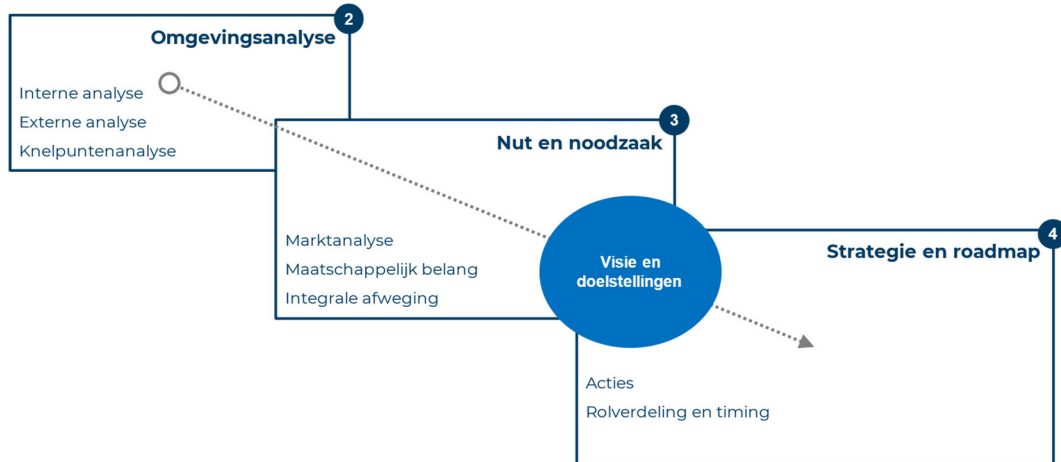 2
Omgevingsanalyse
Interne analyse
Externe analyse
Knelpuntenanalyse
3
Nut en noodzaak
Marktanalyse
Maatschappelijk belang
Integrale afweging
Visie en
doelstellingen
4
Strategie en roadmap
Acties
Rolverdeling en timing